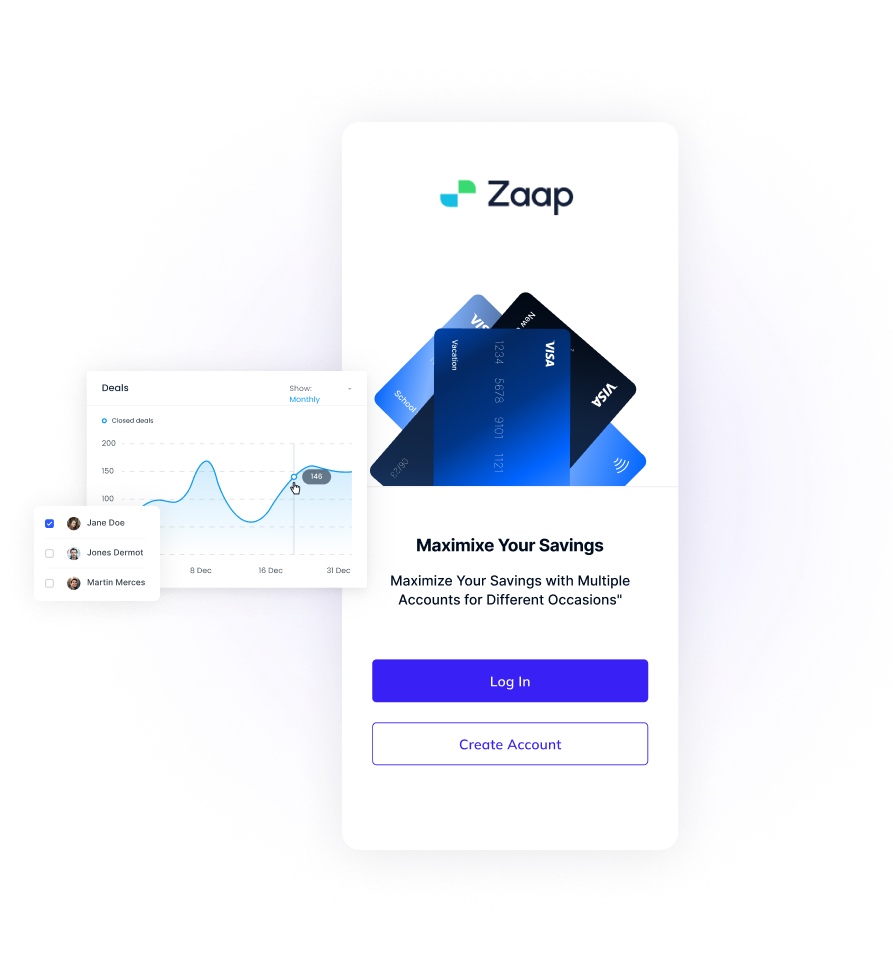 Zaap
VISA
Vacation
1234 5678 9101 1121
VISA
School
Deals
Show:
Monthly
Closed deals
200
150
100
146
8 Dec
16 Dec
31 Dec
Jane Doe
Jones Dermot
Martin Merces
Maximixe Your Savings
Maximize Your Savings with Multiple
Accounts for Different Occasions"
Log In
Create Account